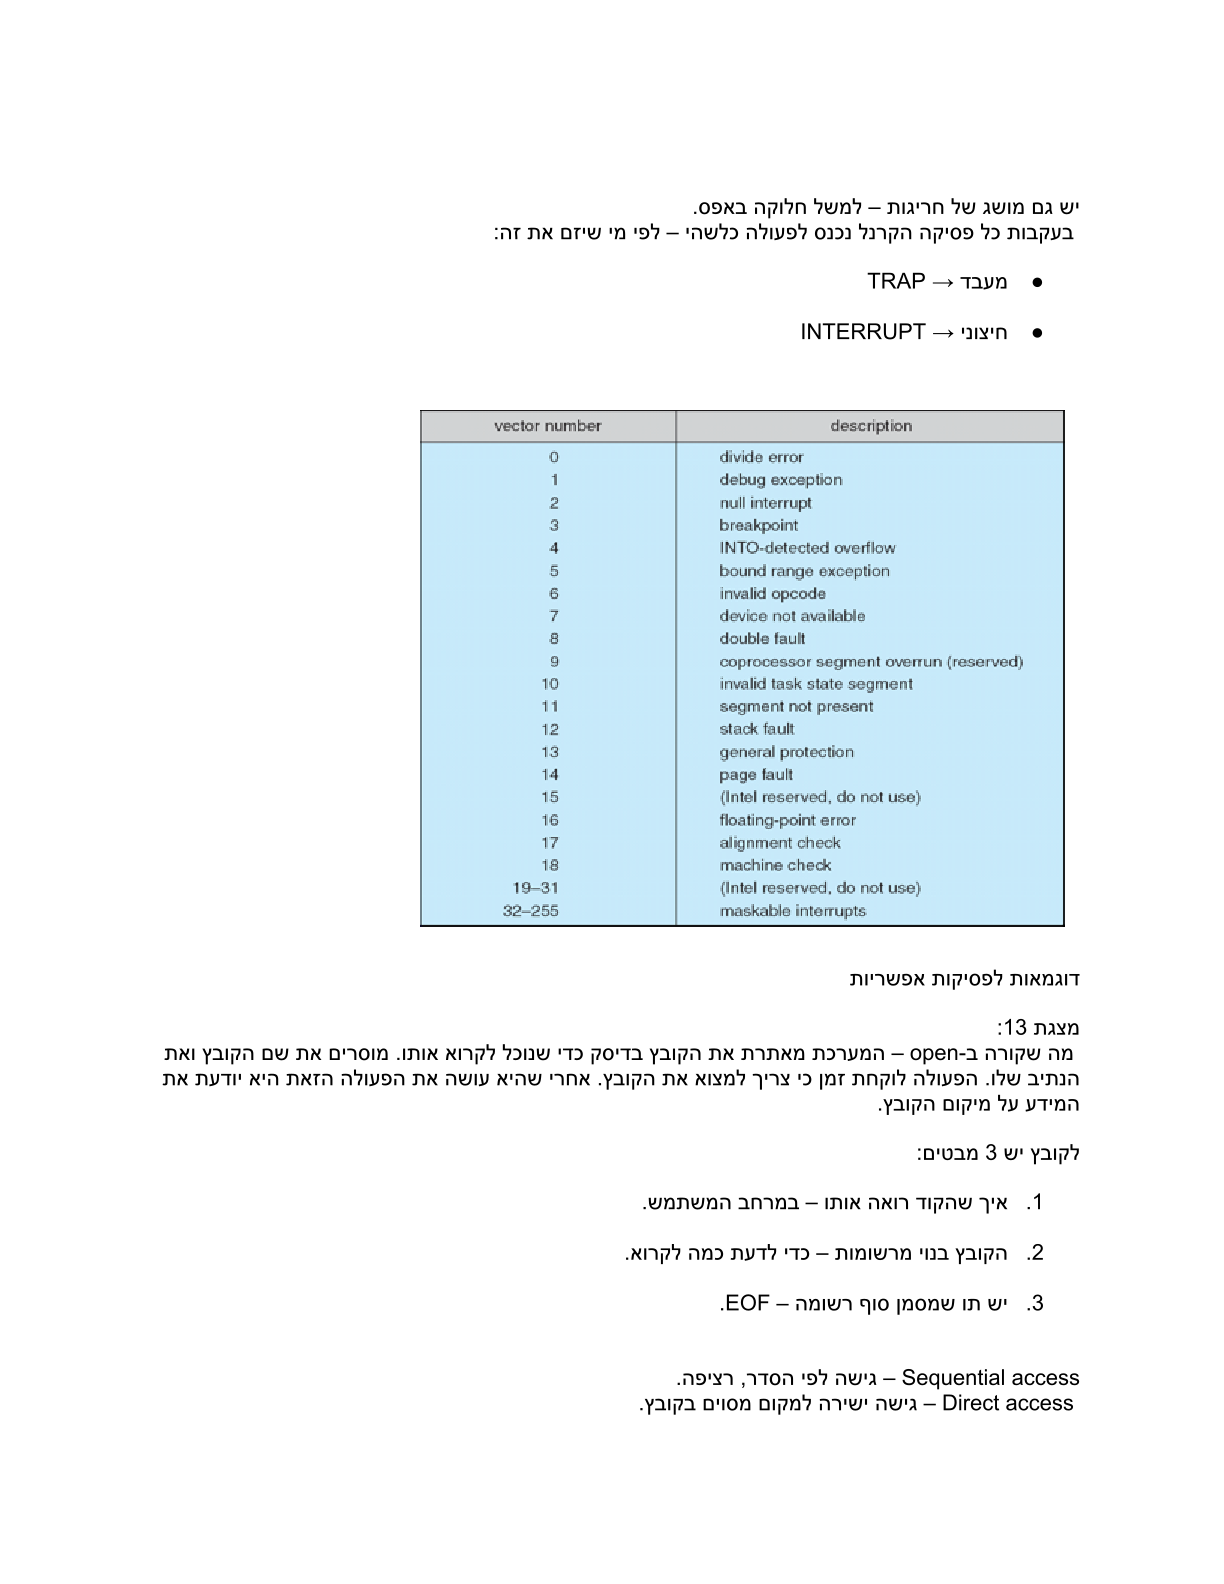 יש גם מושג של חריגות – למשל חלוקה באפס.
בעקבות כל פסיקה הקרנל נכנס לפעולה כלשהי – לפי מי שיזם את זה:
● מעבד → TRAP
● חיצוני → INTERRUPT
vector number description
0 divide error
1 debug exception
2 null interrupt
3 breakpoint
4 INTO-detected overflow
5 bound range exception
6 invalid opcode
7 device not available
8 double fault
9 coprocessor segment overrun (reserved)
10 invalid task state segment
11 segment not present
12 stack fault
13 general protection
14 page fault
15 (Intel reserved, do not use)
16 floating-point error
17 alignment check
18 machine check
19–31 (Intel reserved, do not use)
32–255 maskable interrupts
דוגמאות לפסיקות אפשריות
מצגת 13:
מה שקורה ב-open – המערכת מאתרת את הקובץ בדיסק כדי שנוכל לקרוא אותו. מוסרים את שם הקובץ ואת
הנתיב שלו. הפעולה לוקחת זמן כי צריך למצוא את הקובץ. אחרי שהיא עושה את הפעולה הזאת היא יודעת את
המידע על מיקום הקובץ.
לקובץ יש 3 מבטים:
1. איך שהקוד רואה אותו – במרחב המשתמש.
2. הקובץ בנוי מרשומות – כדי לדעת כמה לקרוא.
3. יש תו שמסמן סוף רשומה – EOF.
Sequential access – גישה לפי הסדר, רציפה.
Direct access – גישה ישירה למקום מסוים בקובץ.